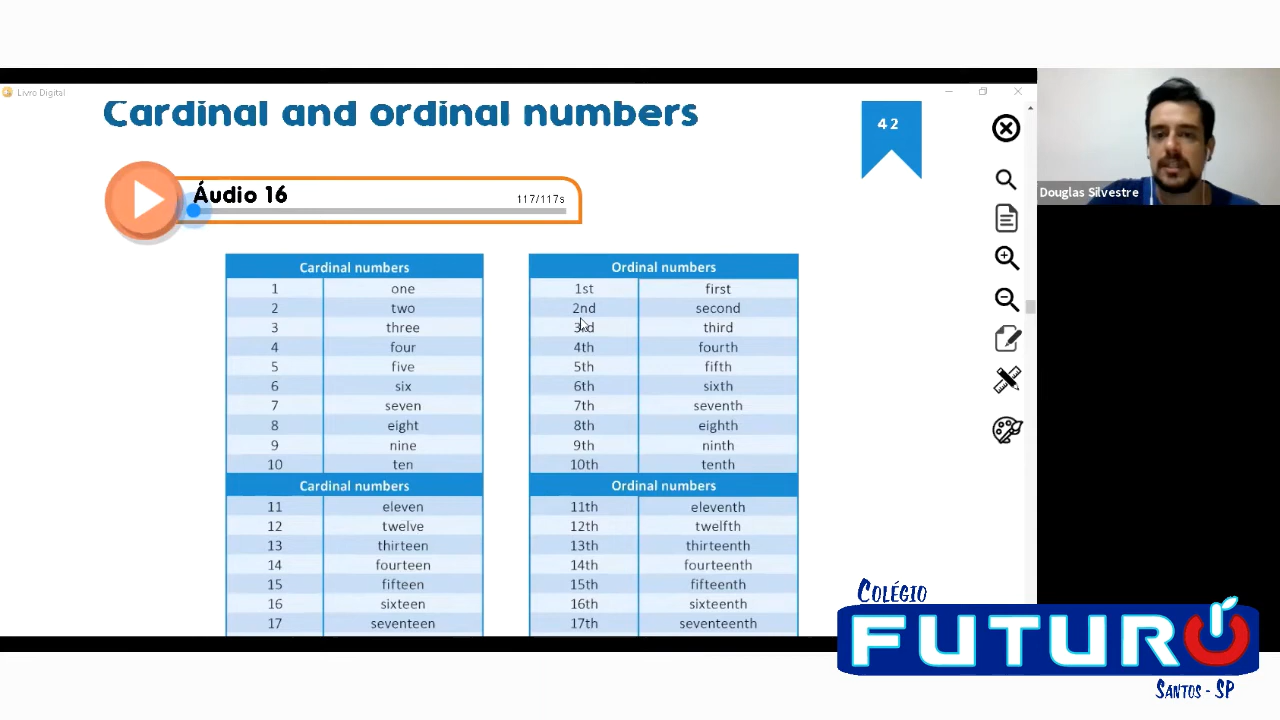 Livro Digital
Cardinal and ordinal numbers
42
Áudio 16
117/117s
Douglas Silvestre
Cardinal numbers
1 one
2 two
3 three
4 four
5 five
6 six
7 seven
8 eight
9 nine
10 ten
Cardinal numbers
11 eleven
12 twelve
13 thirteen
14 fourteen
15 fifteen
16 sixteen
17 seventeen
Ordinal numbers
1st first
2nd second
3rd third
4th fourth
5th fifth
6th sixth
7th seventh
8th eighth
9th ninth
10th tenth
Ordinal numbers
11th eleventh
12th twelfth
13th thirteenth
14th fourteenth
15th fifteenth
16th sixteenth
17th seventeenth
COLÉGIO
FUTURO
SANTOS - SP